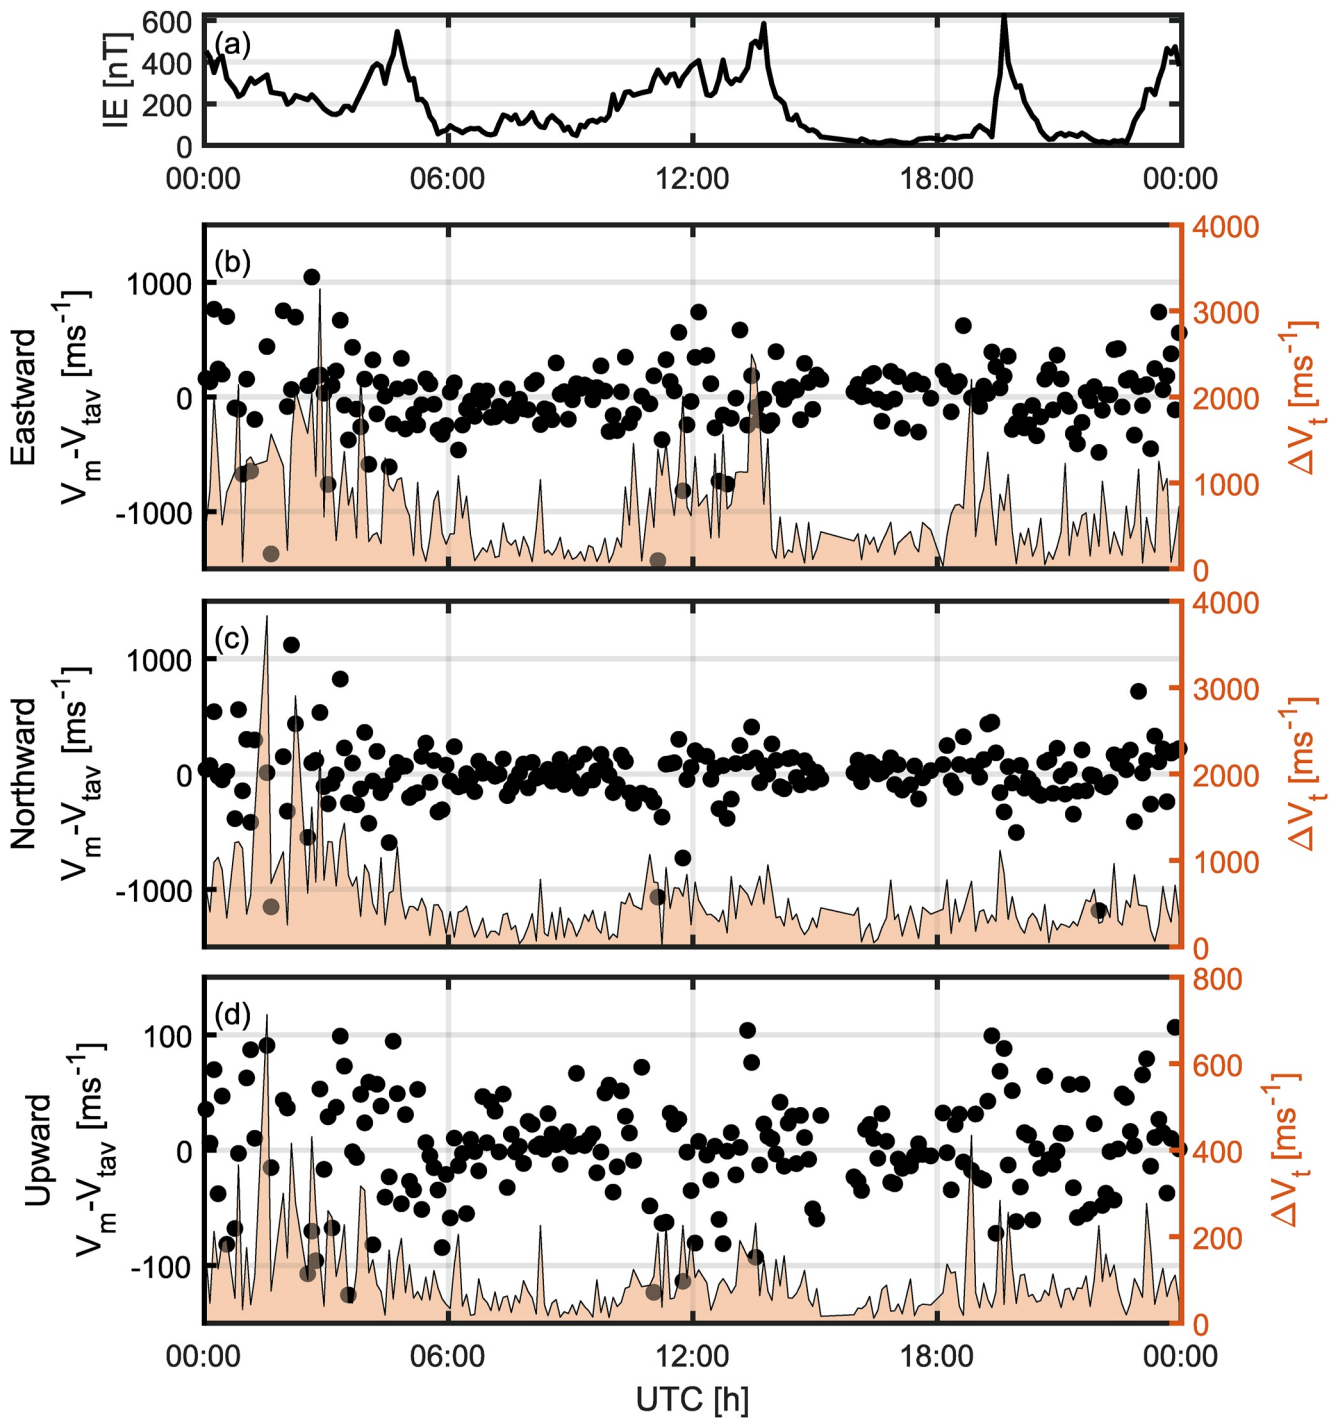 (a)
IE [nT]
600
400
200
0
00:00 06:00 12:00 18:00 00:00
(b)
Eastward
V_m-V_tav [ms^-1]
1000
0
-1000
4000
3000
2000
1000
0
ΔV_t [ms^-1]
(c)
Northward
V_m-V_tav [ms^-1]
1000
0
-1000
4000
3000
2000
1000
0
ΔV_t [ms^-1]
(d)
Upward
V_m-V_tav [ms^-1]
100
0
-100
800
600
400
200
0
ΔV_t [ms^-1]
00:00 06:00 12:00 18:00 00:00
UTC [h]